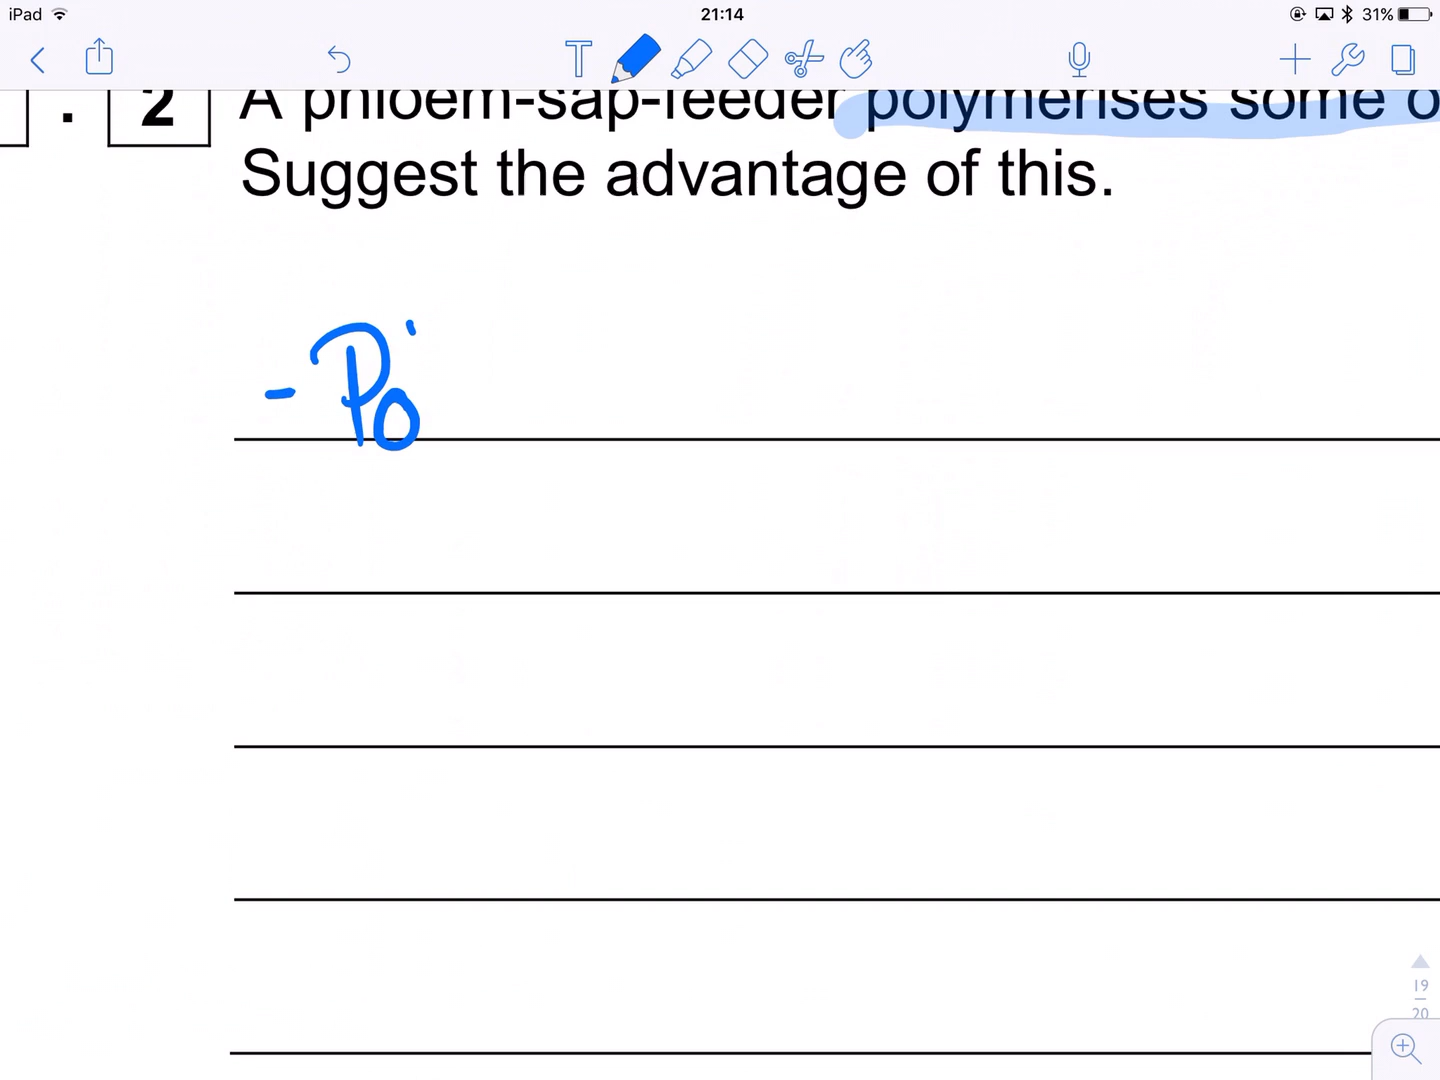 iPad 21:14 31%
. 2 A phloem-sap-feeder polymerises some o
Suggest the advantage of this.
- Po
19
20